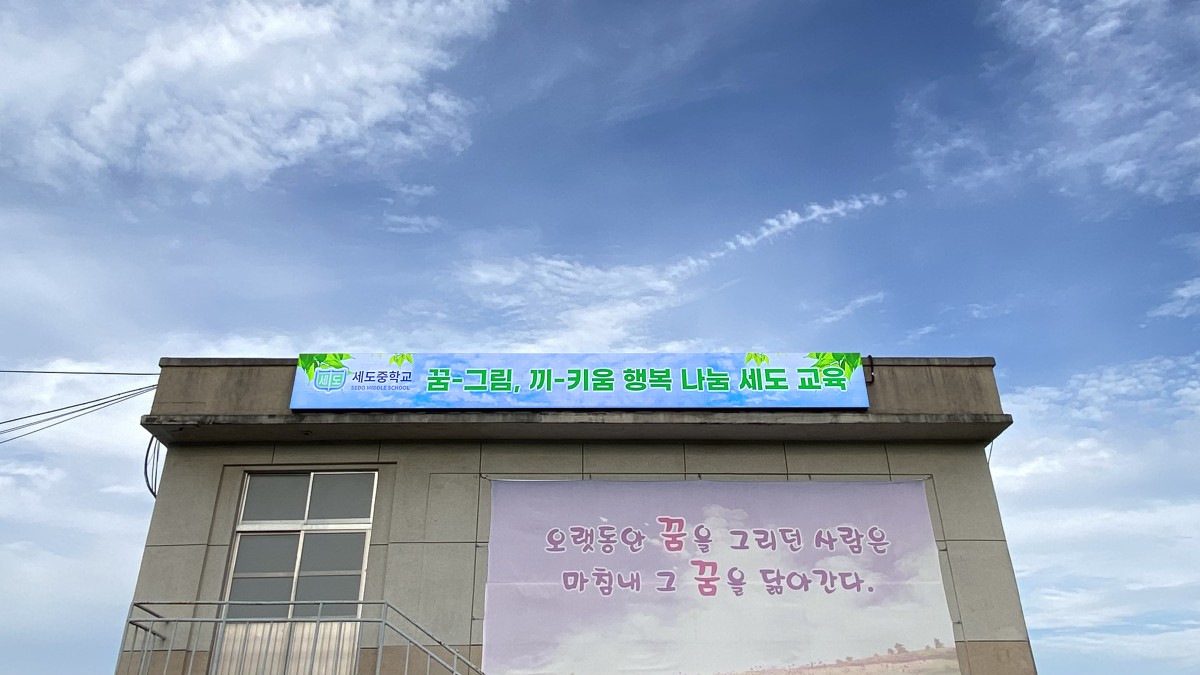 세도
세도중학교
SEDO MIDDLE SCHOOL
꿈-그림, 끼-키움 행복 나눔 세도 교육
오랫동안 꿈을 그리던 사람은
마침내 그 꿈을 닮아간다.